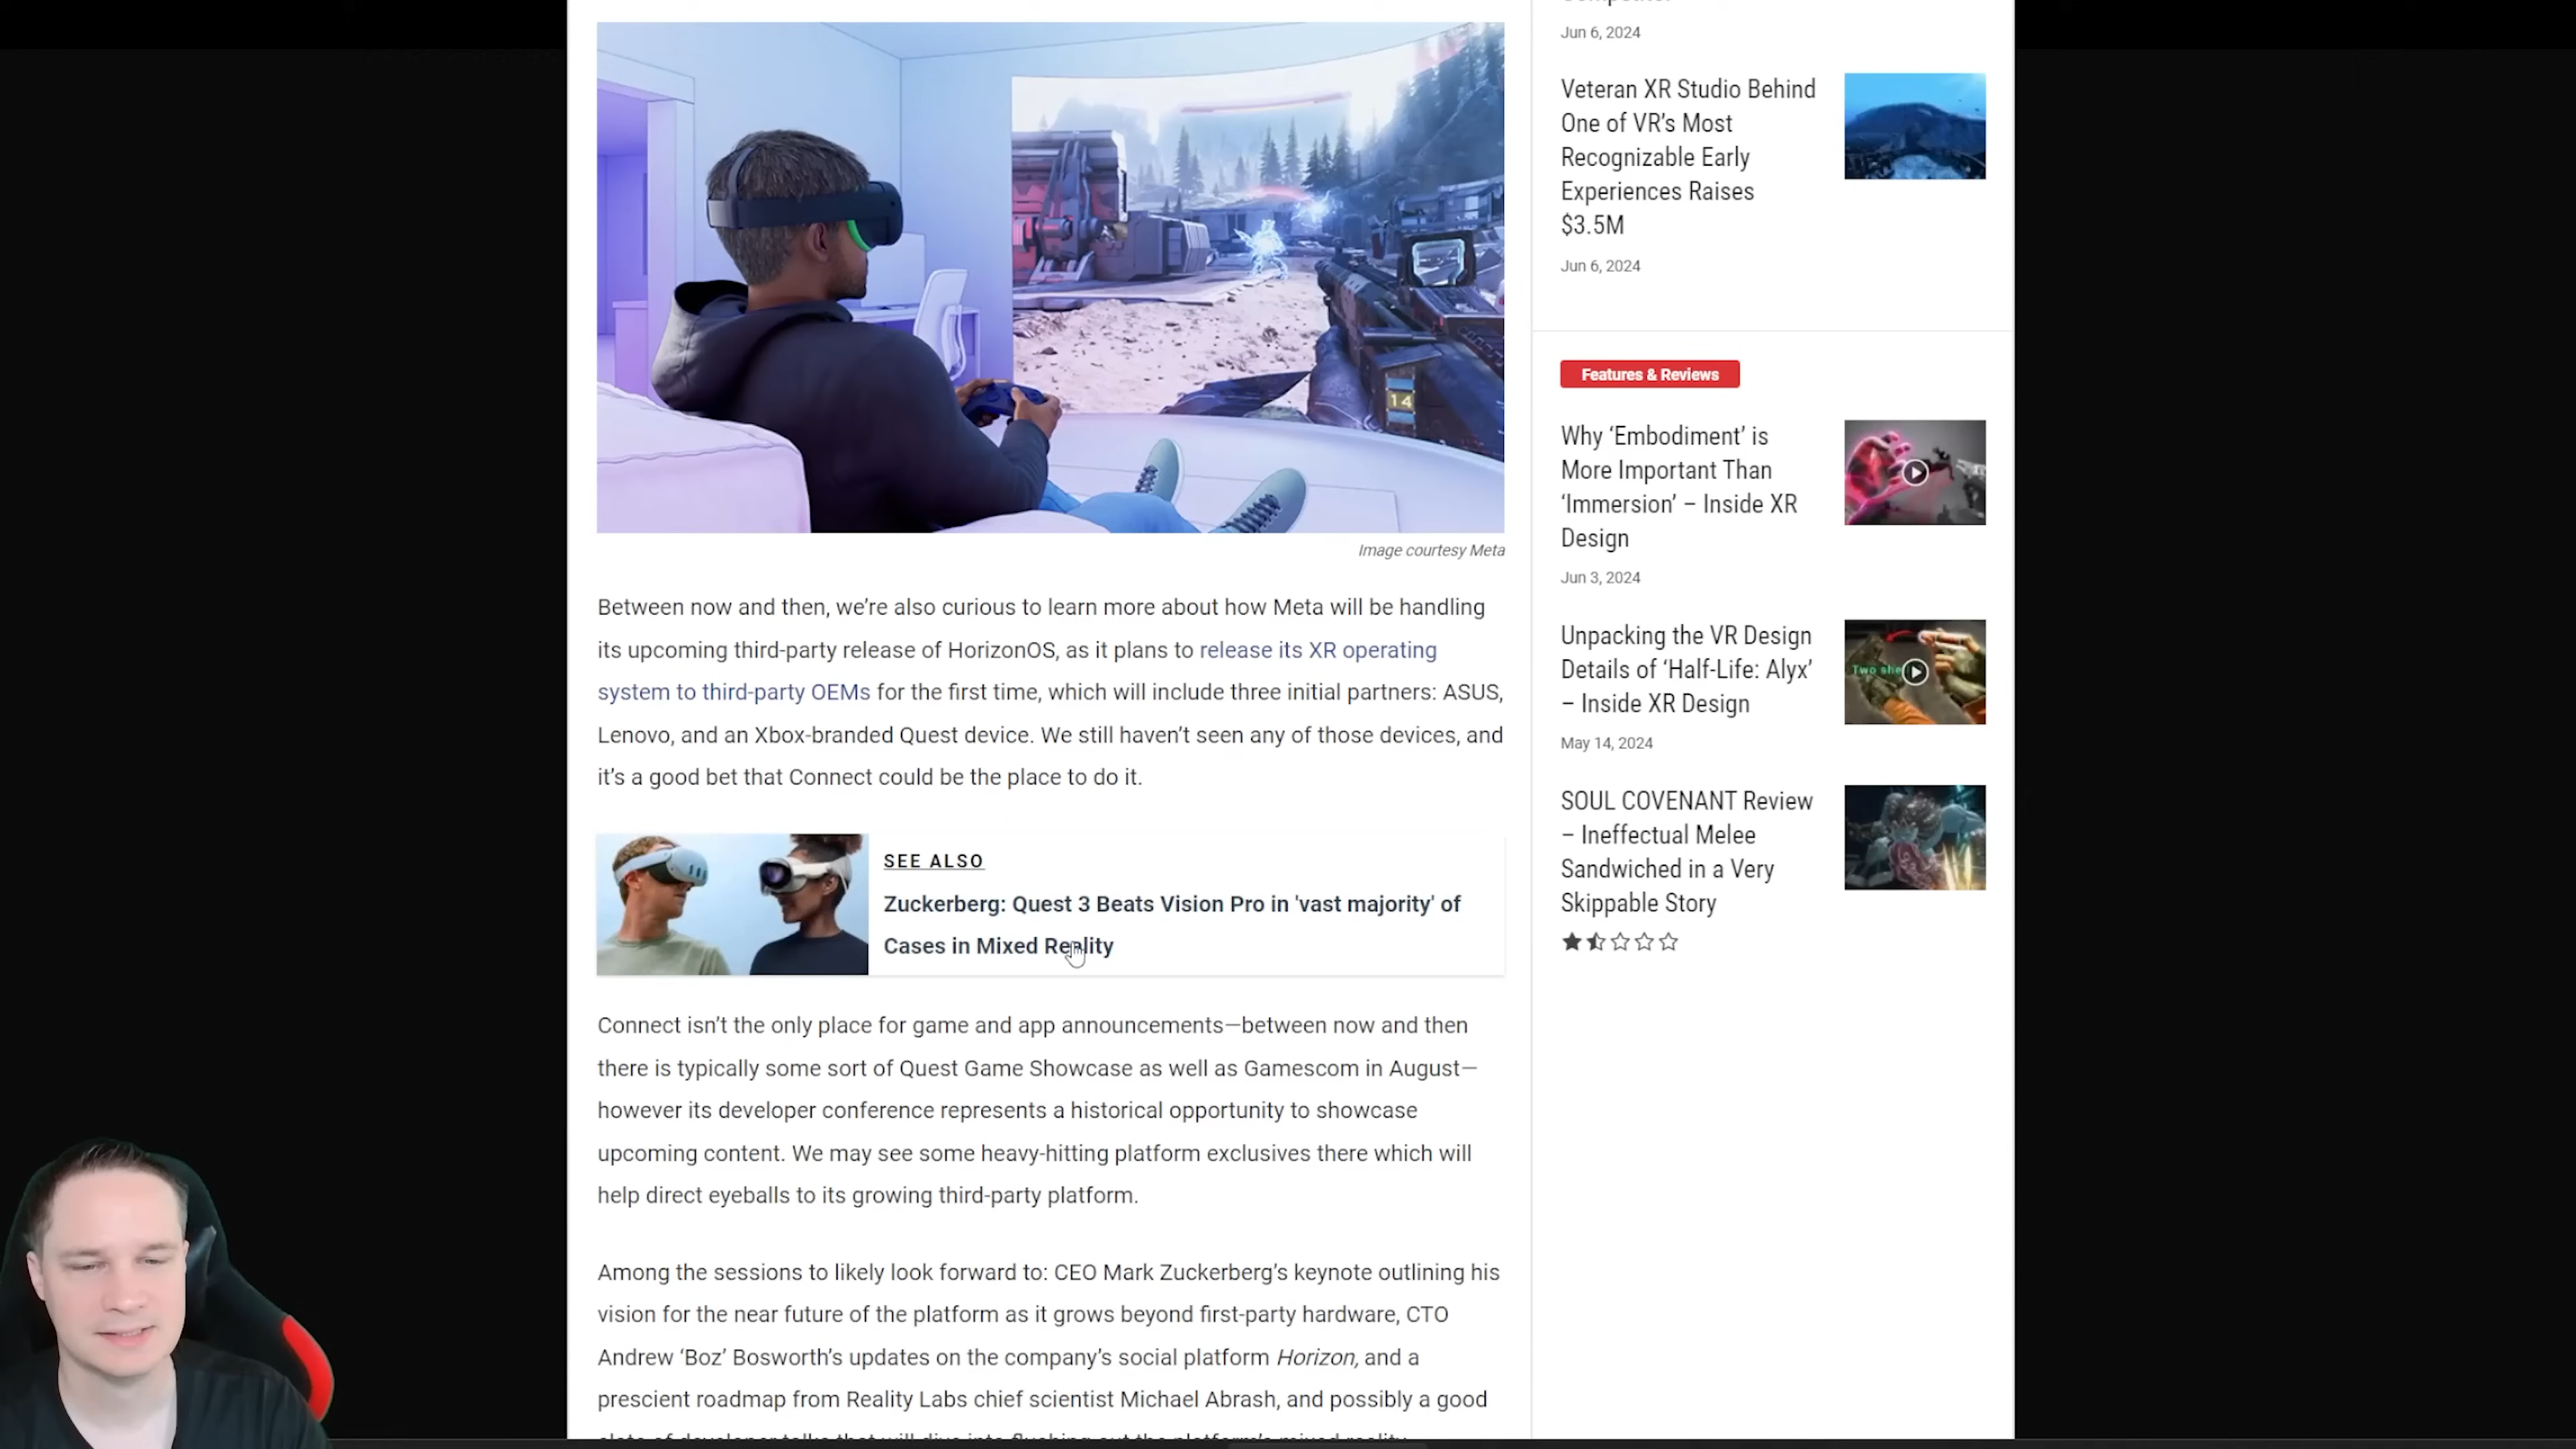 Jun 6, 2024
Veteran XR Studio Behind
One of VR’s Most
Recognizable Early
Experiences Raises
$3.5M
Jun 6, 2024
14
Image courtesy Meta
Between now and then, we’re also curious to learn more about how Meta will be handling
its upcoming third-party release of HorizonOS, as it plans to release its XR operating
system to third-party OEMs for the first time, which will include three initial partners: ASUS,
Lenovo, and an Xbox-branded Quest device. We still haven’t seen any of those devices, and
it’s a good bet that Connect could be the place to do it.
SEE ALSO
Zuckerberg: Quest 3 Beats Vision Pro in 'vast majority' of
Cases in Mixed Reality
Connect isn’t the only place for game and app announcements—between now and then
there is typically some sort of Quest Game Showcase as well as Gamescom in August—
however its developer conference represents a historical opportunity to showcase
upcoming content. We may see some heavy-hitting platform exclusives there which will
help direct eyeballs to its growing third-party platform.
Among the sessions to likely look forward to: CEO Mark Zuckerberg’s keynote outlining his
vision for the near future of the platform as it grows beyond first-party hardware, CTO
Andrew ‘Boz’ Bosworth’s updates on the company’s social platform Horizon, and a
prescient roadmap from Reality Labs chief scientist Michael Abrash, and possibly a good
Features & Reviews
Why ‘Embodiment’ is
More Important Than
‘Immersion’ – Inside XR
Design
Jun 3, 2024
Unpacking the VR Design
Details of ‘Half-Life: Alyx’
– Inside XR Design
Two she
May 14, 2024
SOUL COVENANT Review
– Ineffectual Melee
Sandwiched in a Very
Skippable Story